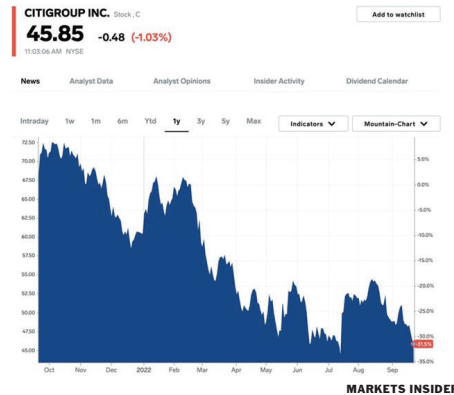 CITIGROUP INC. Stock, C
Add to watchlist
45.85 -0.48 (-1.03%)
11:03:06 AM NYSE
News Analyst Data Analyst Opinions Insider Activity Dividend Calendar
Intraday 1w 1m 6m Ytd 1y 3y 5y Max Indicators Mountain-Chart
72.50
70.00 5.0%
67.50 0.0%
65.00
62.50 -5.0%
60.00 -10.0%
57.50 -15.0%
55.00 -20.0%
52.50
50.00 -25.0%
47.50 -30.0%
-31.5%
45.00
-35.0%
Oct Nov Dec 2022 Feb Mar Apr May Jun Jul Aug Sep
MARKETS INSIDER